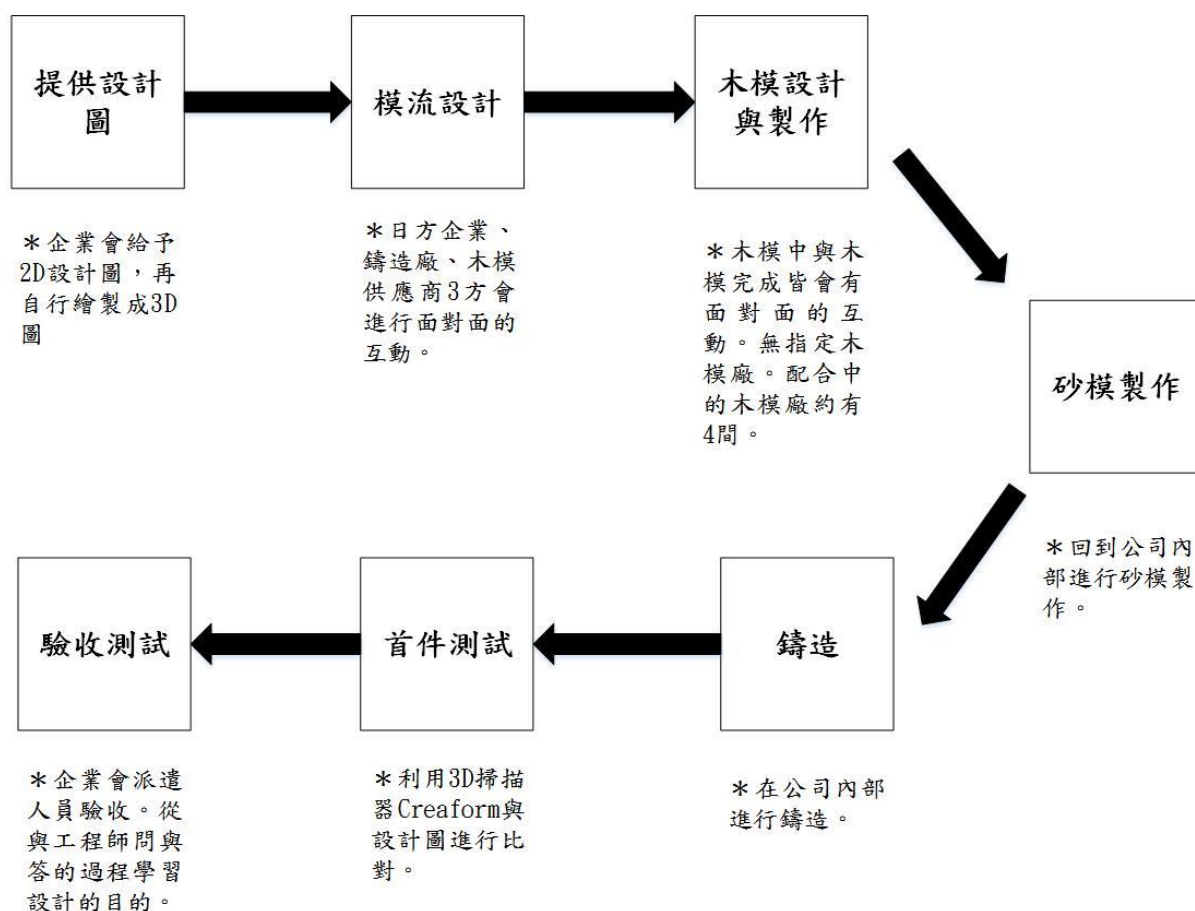 提供設計
圖
模流設計
木模設計
與製作
＊企業會給予
2D設計圖，再
自行繪製成3D
圖
＊日方企業、
鑄造廠、木模
供應商3方會
進行面對面的
互動。
＊木模中與木
模完成皆會有
面對面的互
動。無指定木
模廠。配合中
的木模廠約有
4間。
砂模製作
＊回到公司內
部進行砂模製
作。
鑄造
＊在公司內部
進行鑄造。
首件測試
＊利用3D掃描
器Creaform與
設計圖進行比
對。
驗收測試
＊企業會派遣
人員驗收。從
與工程師問與
答的過程學習
設計的目的。